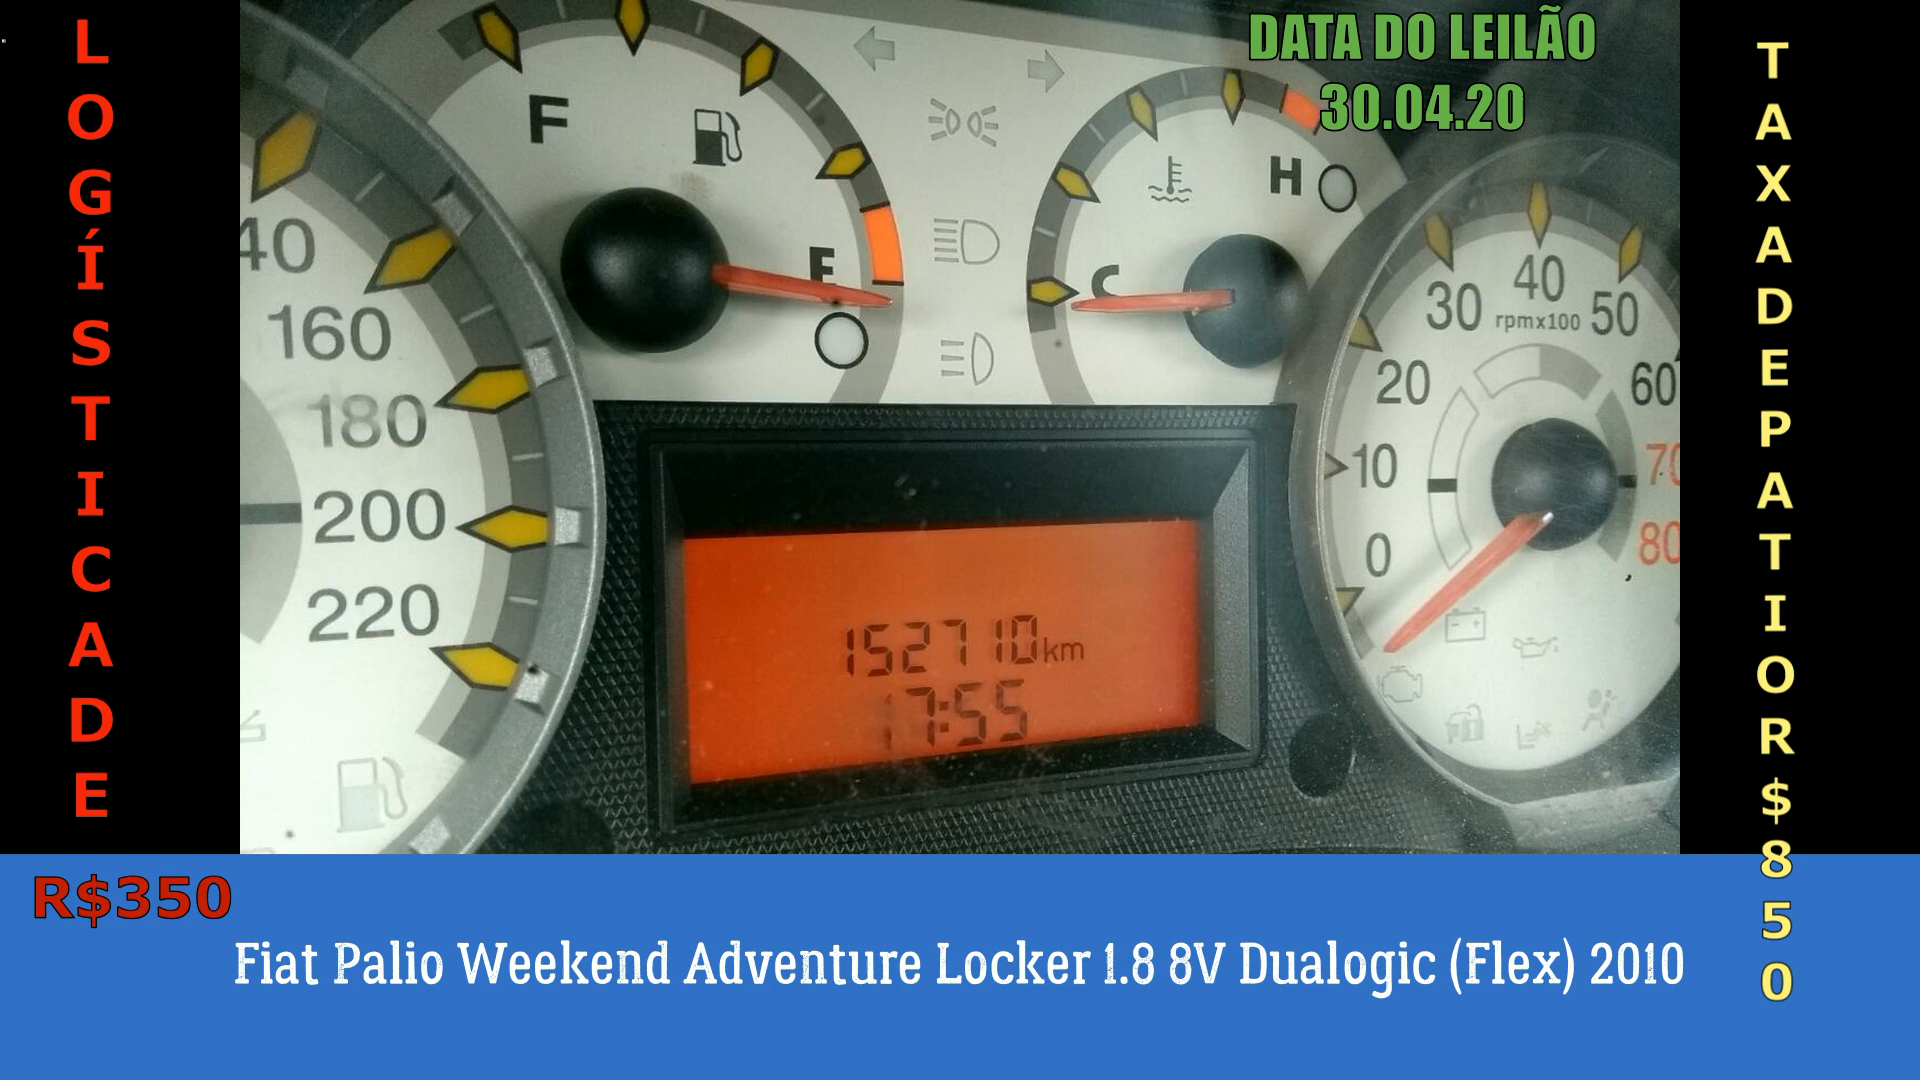 LOGÍSTICA DE
R$350
DATA DO LEILÃO
30.04.20
TAXA DE PATIO R$850
F
E
H
C
40
160
180
200
220
0
10
20
30
40
50
60
70
80
rpmx100
152710km
17:55
Fiat Palio Weekend Adventure Locker 1.8 8V Dualogic (Flex) 2010